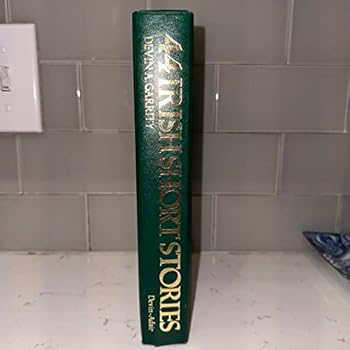 44 IRISH SHORT STORIES
DEVIN A. GARRITY
Devin-Adair